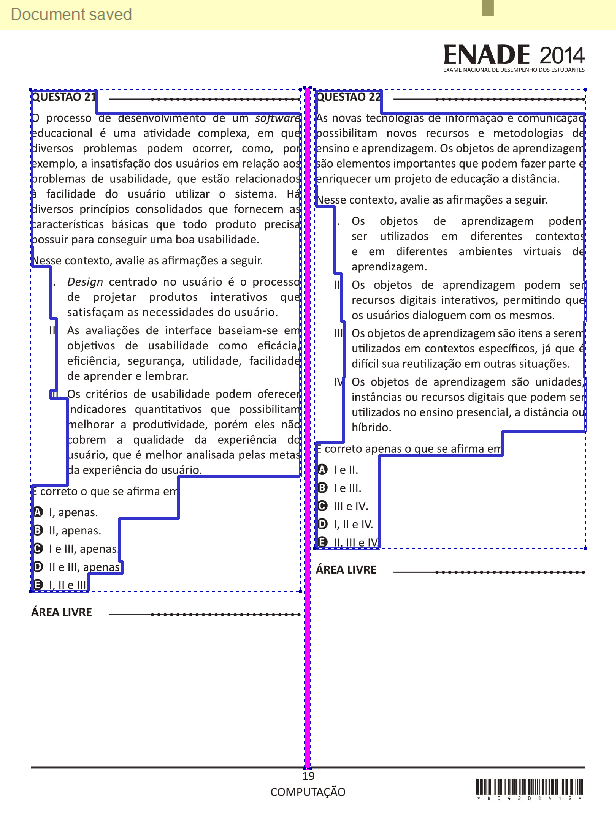 Document saved
ENADE 2014
EXAME NACIONAL DE DESEMPENHO DOS ESTUDANTES
QUESTÃO 21
O processo de desenvolvimento de um software
educacional é uma atividade complexa, em que
diversos problemas podem ocorrer, como, por
exemplo, a insatisfação dos usuários em relação aos
problemas de usabilidade, que estão relacionados
à facilidade do usuário utilizar o sistema. Há
diversos princípios consolidados que fornecem as
características básicas que todo produto precisa
possuir para conseguir uma boa usabilidade.
Nesse contexto, avalie as afirmações a seguir.
I. Design centrado no usuário é o processo
de projetar produtos interativos que
satisfaçam as necessidades do usuário.
II. As avaliações de interface baseiam-se em
objetivos de usabilidade como eficácia,
eficiência, segurança, utilidade, facilidade
de aprender e lembrar.
III. Os critérios de usabilidade podem oferecer
indicadores quantitativos que possibilitam
melhorar a produtividade, porém eles não
cobrem a qualidade da experiência do
usuário, que é melhor analisada pelas metas
da experiência do usuário.
É correto o que se afirma em
A I, apenas.
B II, apenas.
C I e III, apenas.
D II e III, apenas.
E I, II e III.
ÁREA LIVRE
QUESTÃO 22
As novas tecnologias de informação e comunicação
possibilitam novos recursos e metodologias de
ensino e aprendizagem. Os objetos de aprendizagem
são elementos importantes que podem fazer parte e
enriquecer um projeto de educação a distância.
Nesse contexto, avalie as afirmações a seguir.
I. Os objetos de aprendizagem podem
ser utilizados em diferentes contextos
e em diferentes ambientes virtuais de
aprendizagem.
II. Os objetos de aprendizagem podem ser
recursos digitais interativos, permitindo que
os usuários dialoguem com os mesmos.
III. Os objetos de aprendizagem são itens a serem
utilizados em contextos específicos, já que é
difícil sua reutilização em outras situações.
IV. Os objetos de aprendizagem são unidades,
instâncias ou recursos digitais que podem ser
utilizados no ensino presencial, a distância ou
híbrido.
É correto apenas o que se afirma em
A I e II.
B I e III.
C III e IV.
D I, II e IV.
E II, III e IV.
ÁREA LIVRE
19
COMPUTAÇÃO